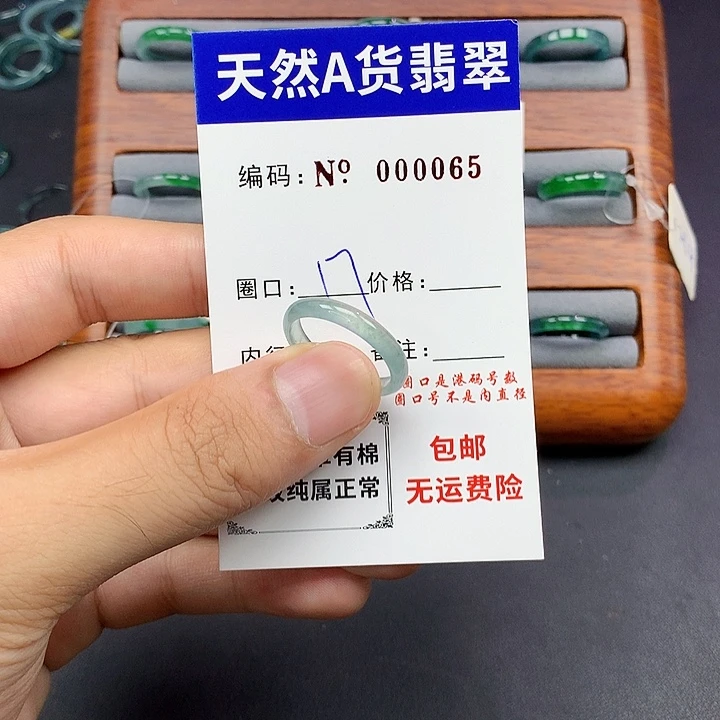 天然A货翡翠
编码：Nº 000065
圈口：17 价格：
内径 备注：
圈口是港码号数
圈口号不是内直径
有棉
纯属正常
包邮
无运费险